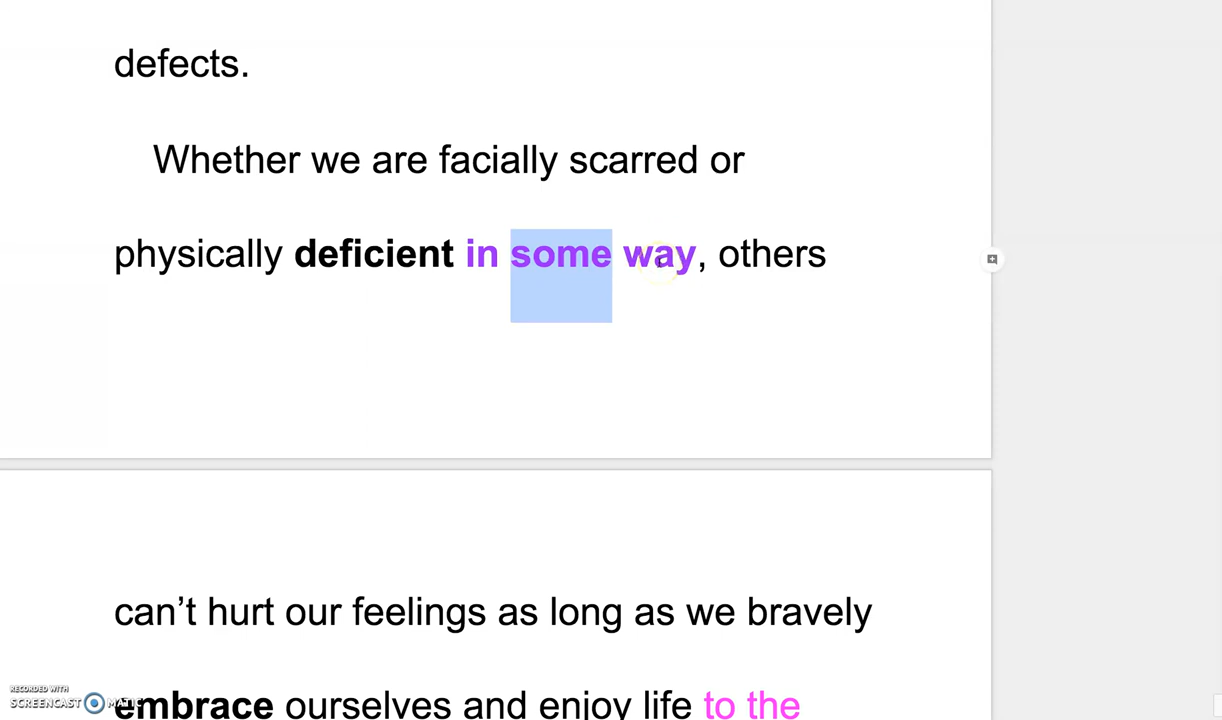 defects.
Whether we are facially scarred or
physically deficient in some way, others
can’t hurt our feelings as long as we bravely
embrace ourselves and enjoy life to the
RECORDED WITH
SCREENCAST MATIC